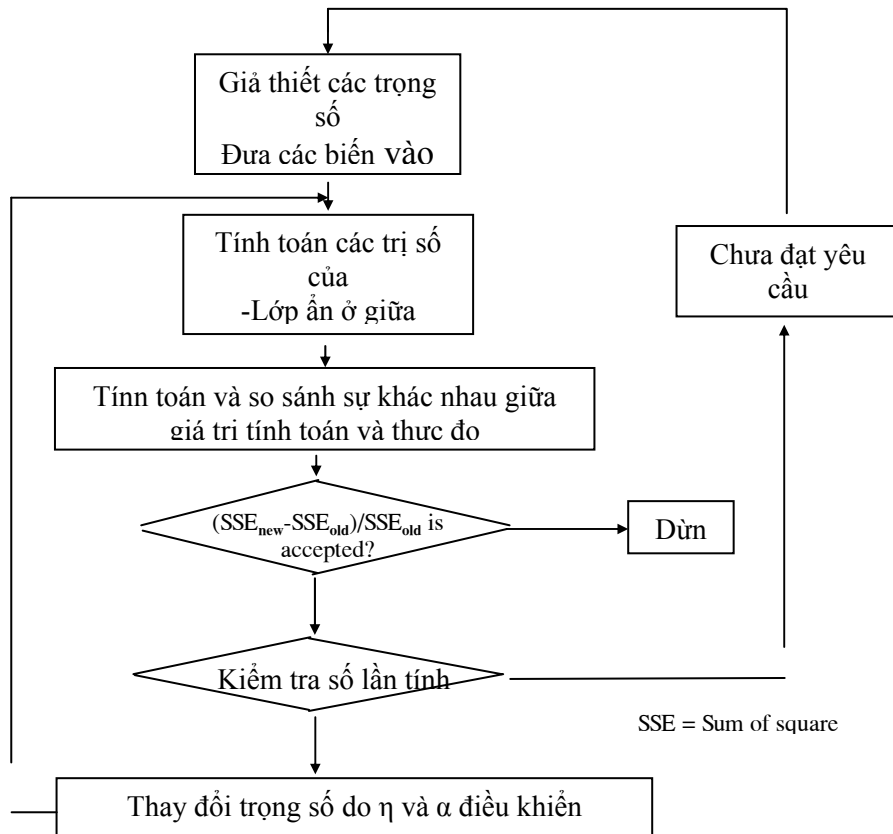 Giả thiết các trọng
số
Đưa các biến vào
Tính toán các trị số
của
-Lớp ẩn ở giữa
Chưa đạt yêu
cầu
Tínn toán và so sánh sự khác nhau giữa
giá trị tính toán và thực đo
(SSEnew-SSEold)/SSEold is
accepted?
Dừn
Kiểm tra số lần tính
SSE = Sum of square
Thay đổi trọng số do η và α điều khiển